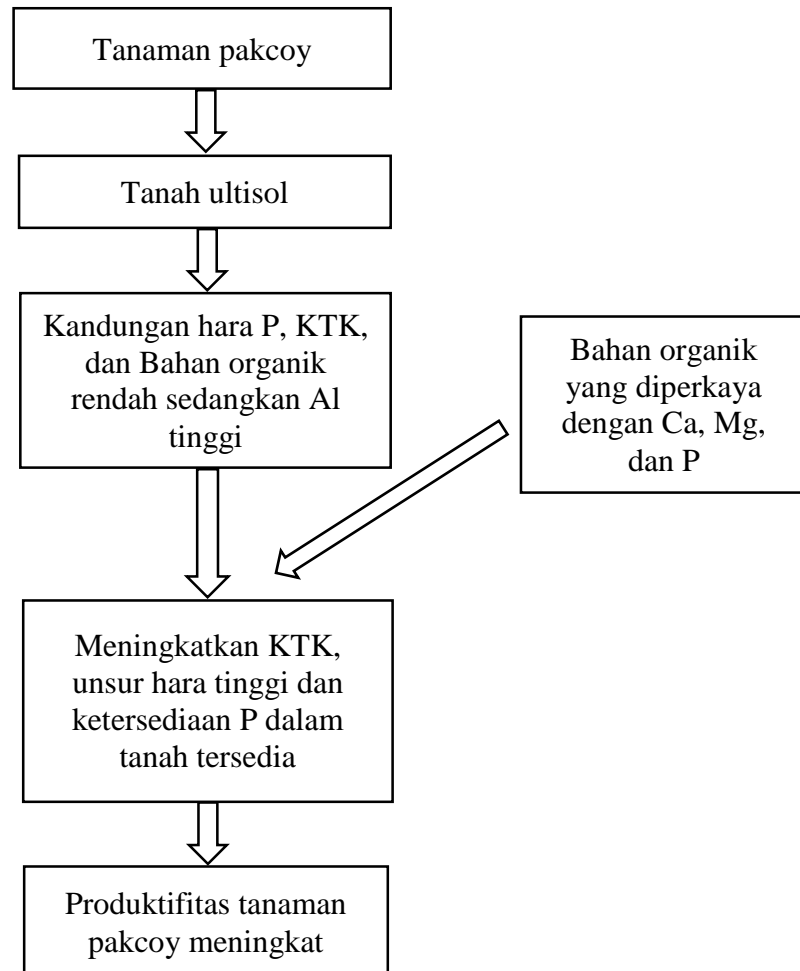 Tanaman pakcoy
Tanah ultisol
Kandungan hara P, KTK,
dan Bahan organik
rendah sedangkan Al
tinggi
Bahan organik
yang diperkaya
dengan Ca, Mg,
dan P
Meningkatkan KTK,
unsur hara tinggi dan
ketersediaan P dalam
tanah tersedia
Produktifitas tanaman
pakcoy meningkat